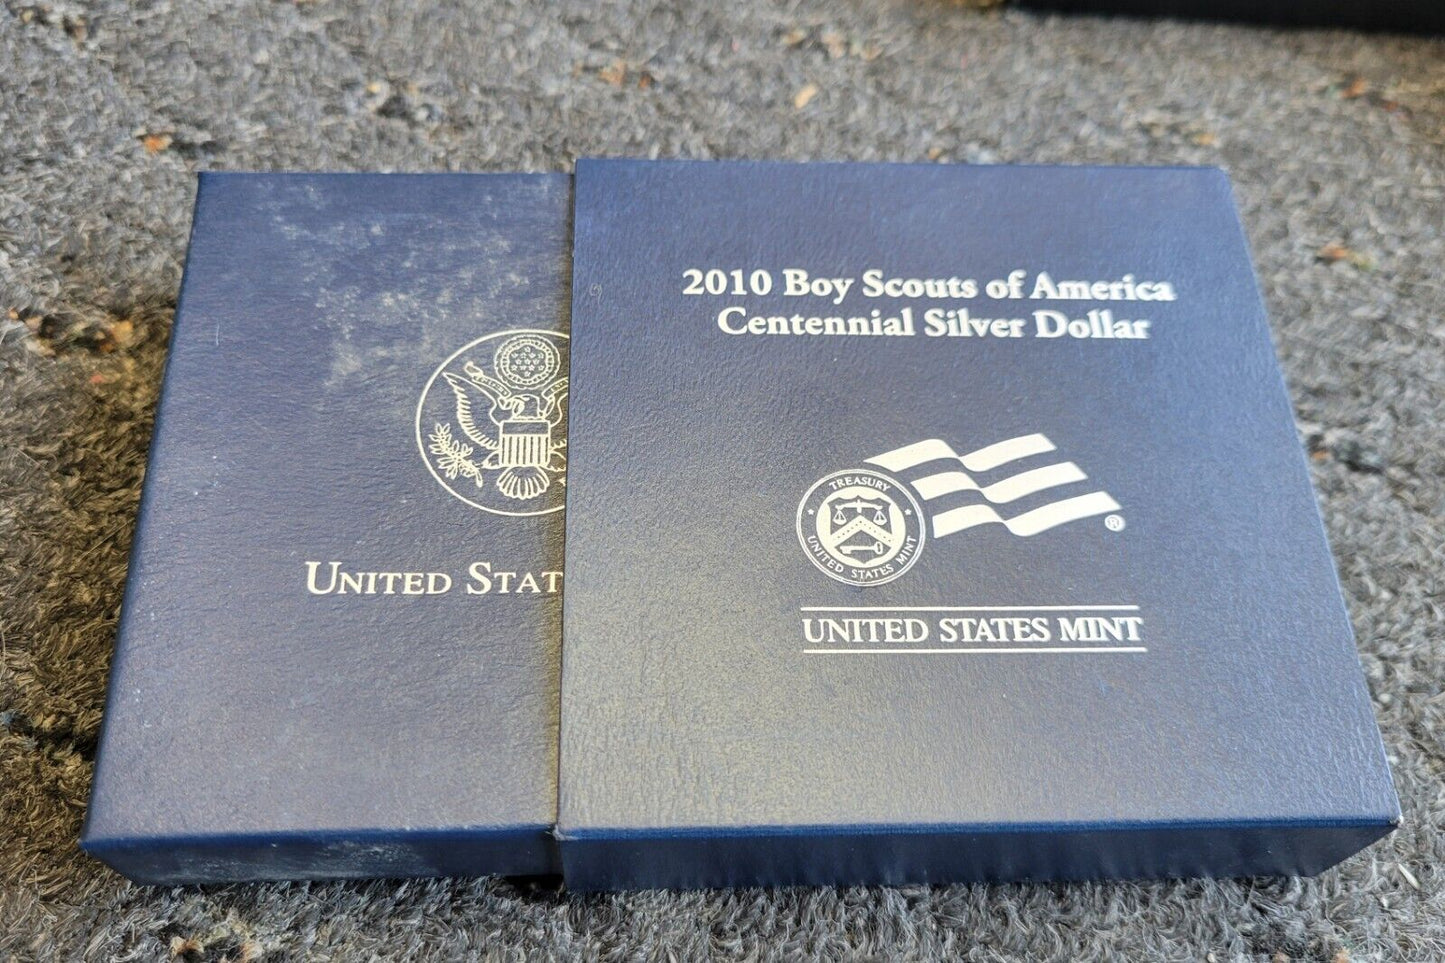 2010 Boy Scouts of America
Centennial Silver Dollar
TREASURY
UNITED STATES MINT
®
UNITED STATES MINT
UNITED STAT